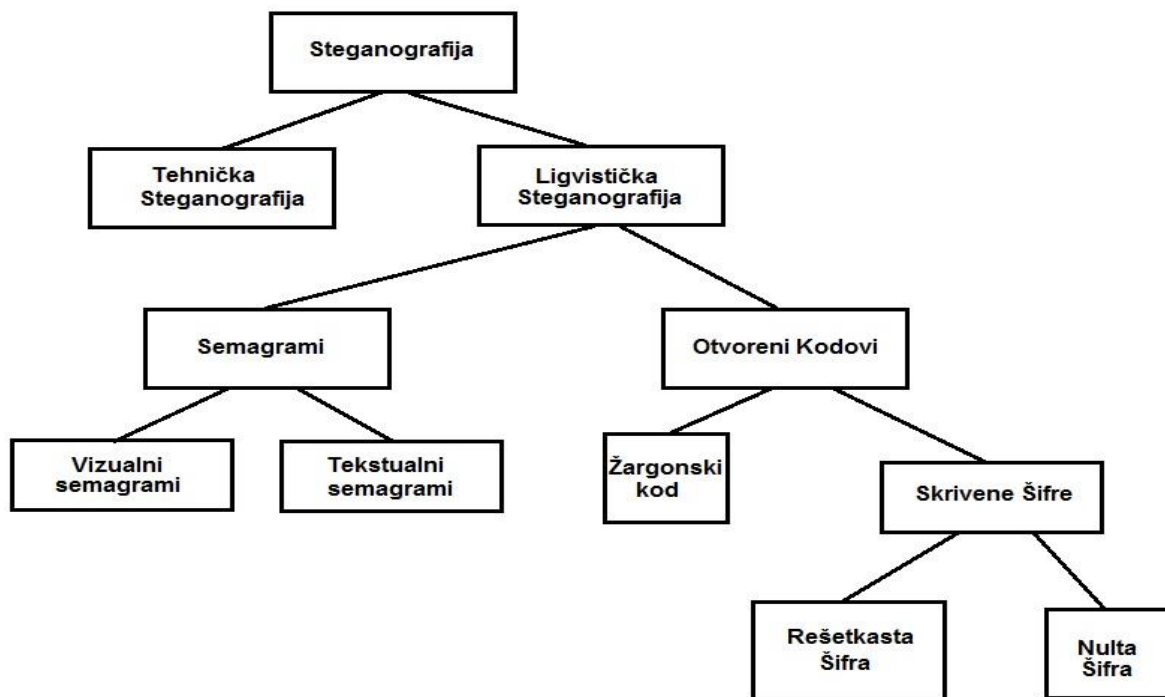 Steganografija
Tehnička
Steganografija
Ligvistička
Steganografija
Semagrami
Otvoreni Kodovi
Vizualni
semagrami
Tekstualni
semagrami
Žargonski
kod
Skrivene Šifre
Rešetkasta
Šifra
Nulta
Šifra